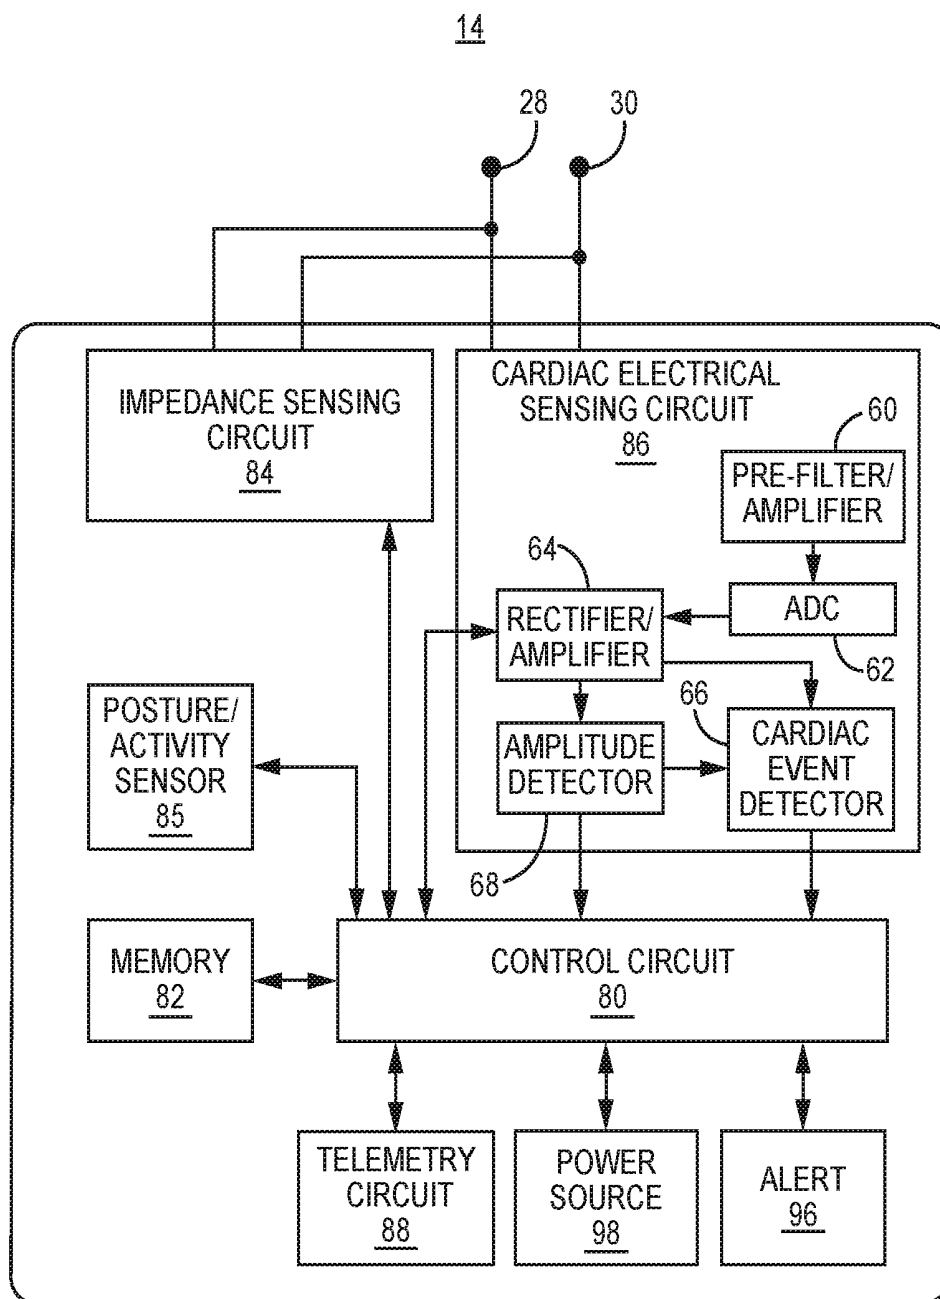 14
28
30
IMPEDANCE SENSING
CIRCUIT
84
CARDIAC ELECTRICAL
SENSING CIRCUIT
86
60
PRE-FILTER/
AMPLIFIER
64
RECTIFIER/
AMPLIFIER
ADC
62
66
POSTURE/
ACTIVITY
SENSOR
85
AMPLITUDE
DETECTOR
CARDIAC
EVENT
DETECTOR
68
MEMORY
82
CONTROL CIRCUIT
80
TELEMETRY
CIRCUIT
88
POWER
SOURCE
98
ALERT
96